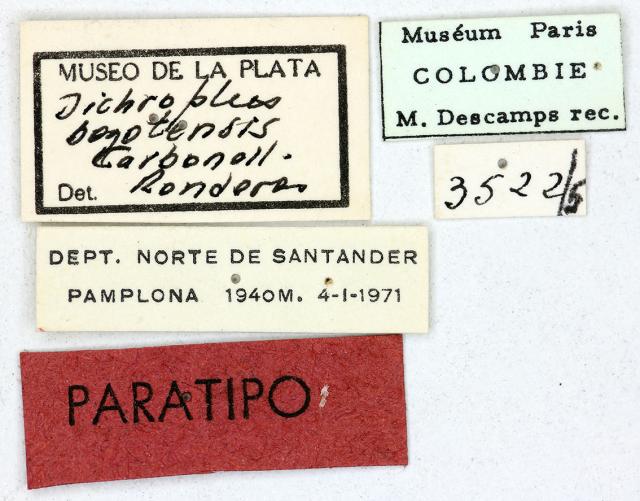 MUSEO DE LA PLATA
Dichroplus
bogotensis
Carbonell.
Det. Ronderos
Muséum Paris
COLOMBIE
M. Descamps rec.
3522/5
DEPT. NORTE DE SANTANDER
PAMPLONA 1940M. 4-I-1971
PARATIPO